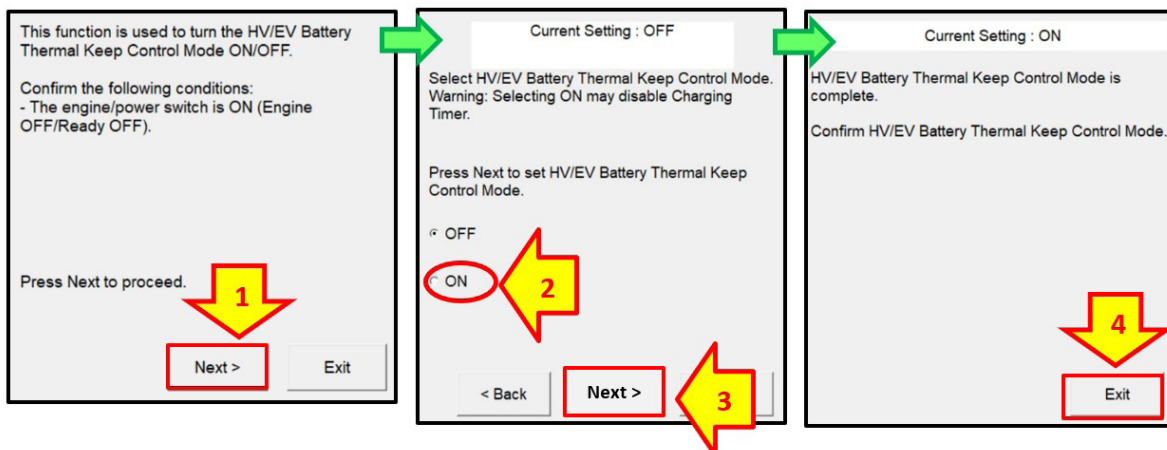 This function is used to turn the HV/EV Battery
Thermal Keep Control Mode ON/OFF.
Confirm the following conditions:
- The engine/power switch is ON (Engine
OFF/Ready OFF).
Press Next to proceed.
1
Next >
Exit
Current Setting : OFF
Select HV/EV Battery Thermal Keep Control Mode.
Warning: Selecting ON may disable Charging
Timer.
Press Next to set HV/EV Battery Thermal Keep
Control Mode.
OFF
ON
2
< Back
Next >
3
Current Setting : ON
HV/EV Battery Thermal Keep Control Mode is
complete.
Confirm HV/EV Battery Thermal Keep Control Mode.
4
Exit